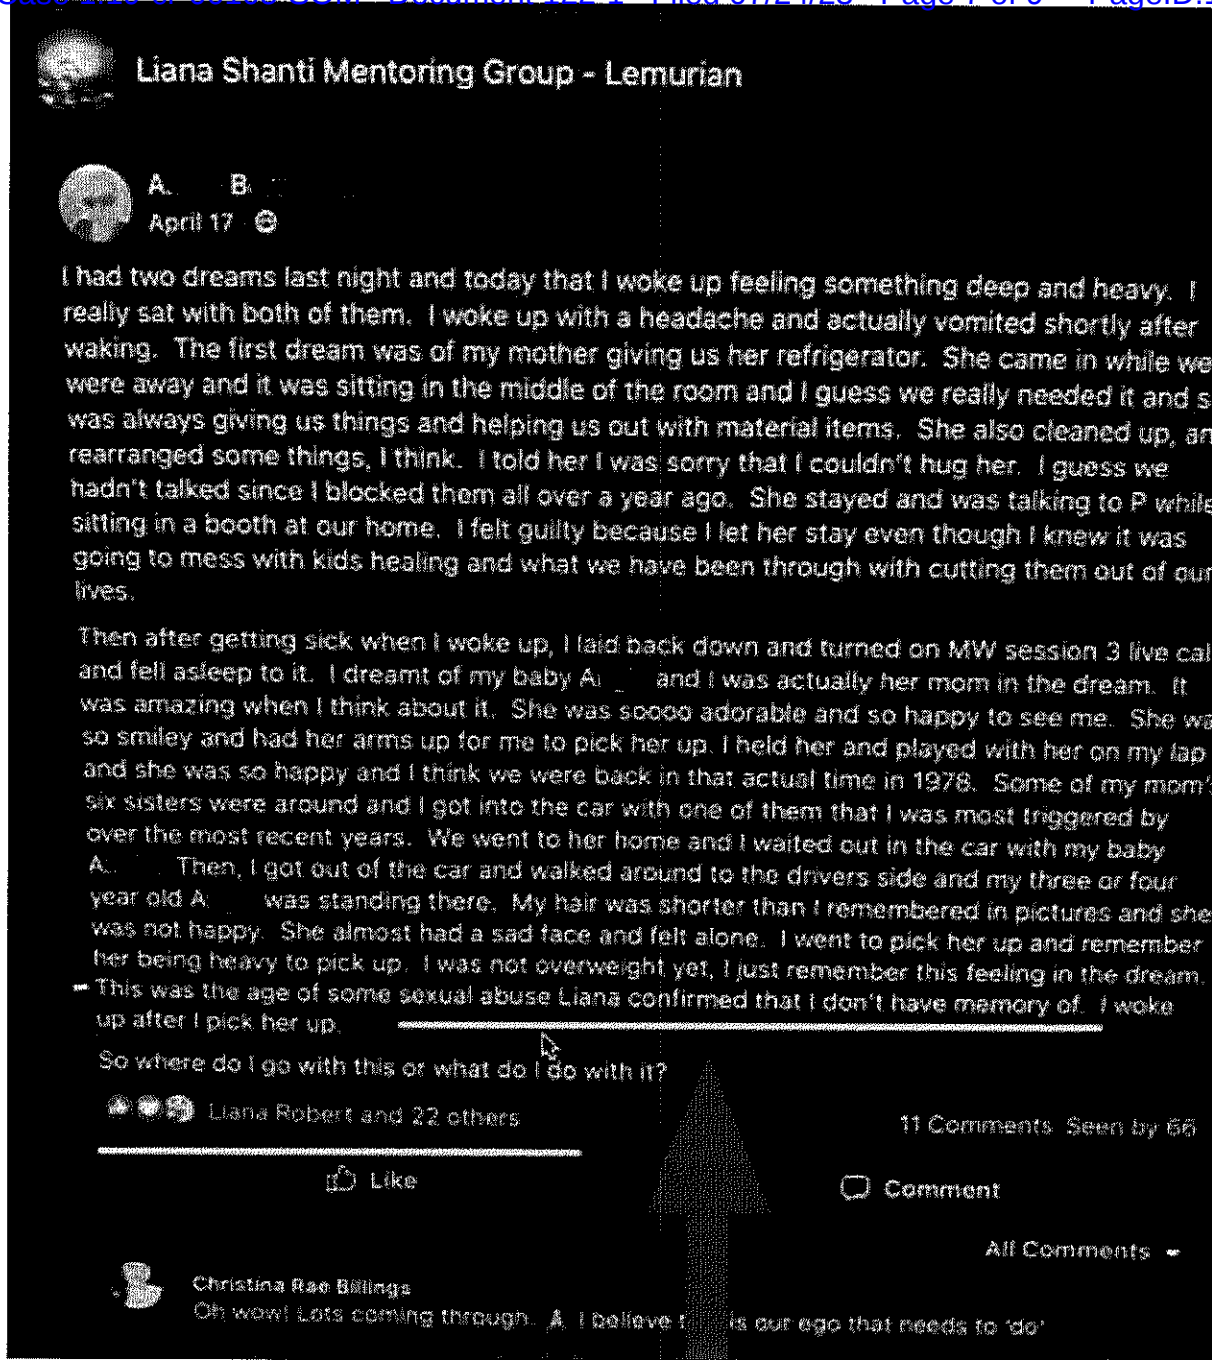 Liana Shanti Mentoring Group - Lemurian
A. B.
April 17
I had two dreams last night and today that I woke up feeling something deep and heavy. I
really sat with both of them. I woke up with a headache and actually vomited shortly after
waking. The first dream was of my mother giving us her refrigerator. She came in while we
were away and it was sitting in the middle of the room and I guess we really needed it and s
was always giving us things and helping us out with material items. She also cleaned up, an
rearranged some things, I think. I told her I was sorry that I couldn't hug her. I guess we
hadn't talked since I blocked them all over a year ago. She stayed and was talking to P while
sitting in a booth at our home. I felt guilty because I let her stay even though I knew it was
going to mess with kids healing and what we have been through with cutting them out of our
lives.
Then after getting sick when I woke up, I laid back down and turned on MW session 3 live cal
and fell asleep to it. I dreamt of my baby A and I was actually her mom in the dream. It
was amazing when I think about it. She was soooo adorable and so happy to see me. She wa
so smiley and had her arms up for me to pick her up. I held her and played with her on my lap
and she was so happy and I think we were back in that actual time in 1978. Some of my mom's
six sisters were around and I got into the car with one of them that I was most triggered by
over the most recent years. We went to her home and I waited out in the car with my baby
A.. Then, I got out of the car and walked around to the drivers side and my three or four
year old A was standing there. My hair was shorter than I remembered in pictures and she
was not happy. She almost had a sad face and felt alone. I went to pick her up and remember
her being heavy to pick up. I was not overweight yet, I just remember this feeling in the dream.
This was the age of some sexual abuse Liana confirmed that I don't have memory of. I woke
up after I pick her up.
So where do I go with this or what do I do with it?
Liana Robert and 22 others
11 Comments Seen by 66
Like
Comment
All Comments
Christina Rae Billings
Oh wow! Lots coming through. A I believe is our ego that needs to 'do'